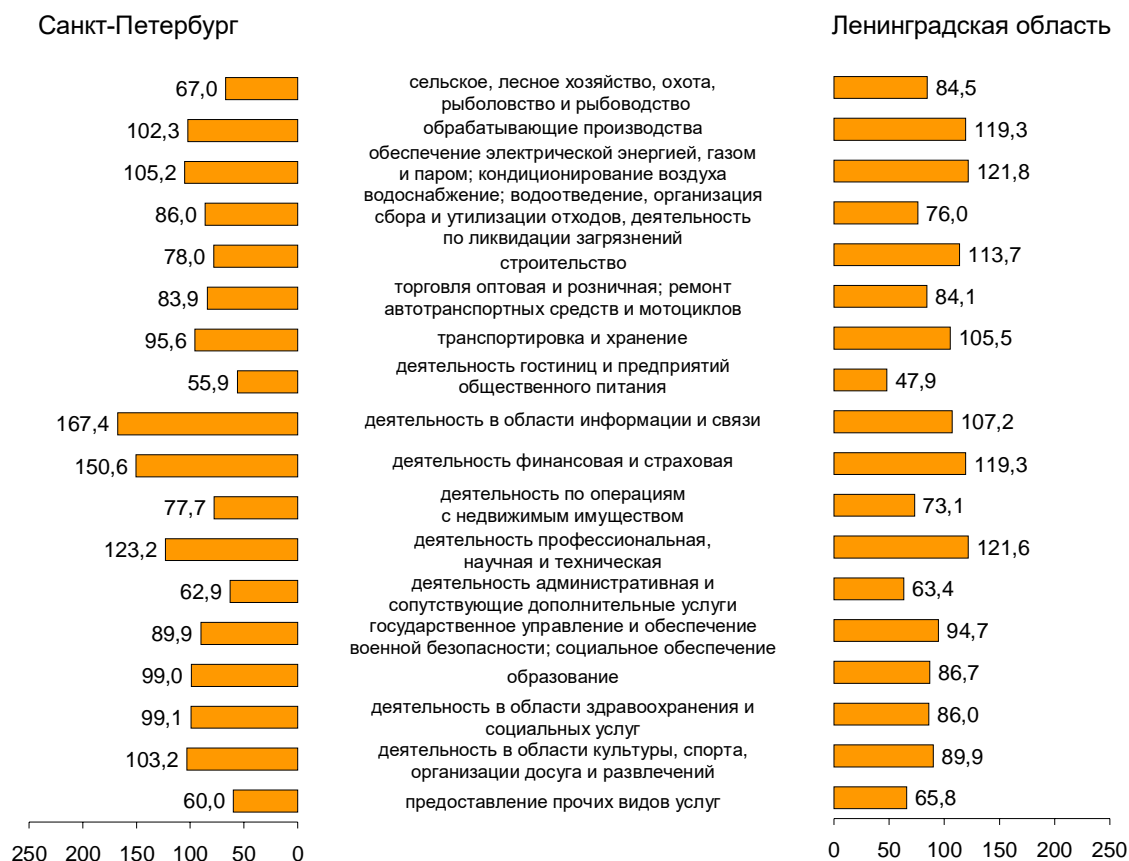 Санкт-Петербург
Ленинградская область
67,0
сельское, лесное хозяйство, охота,
рыболовство и рыбоводство
84,5
102,3
обрабатывающие производства
119,3
105,2
обеспечение электрической энергией, газом
и паром; кондиционирование воздуха
121,8
86,0
водоснабжение; водоотведение, организация
сбора и утилизации отходов, деятельность
по ликвидации загрязнений
76,0
78,0
строительство
113,7
83,9
торговля оптовая и розничная; ремонт
автотранспортных средств и мотоциклов
84,1
95,6
транспортировка и хранение
105,5
55,9
деятельность гостиниц и предприятий
общественного питания
47,9
167,4
деятельность в области информации и связи
107,2
150,6
деятельность финансовая и страховая
119,3
77,7
деятельность по операциям
с недвижимым имуществом
73,1
123,2
деятельность профессиональная,
научная и техническая
121,6
62,9
деятельность административная и
сопутствующие дополнительные услуги
63,4
89,9
государственное управление и обеспечение
военной безопасности; социальное обеспечение
94,7
99,0
образование
86,7
99,1
деятельность в области здравоохранения и
социальных услуг
86,0
103,2
деятельность в области культуры, спорта,
организации досуга и развлечений
89,9
60,0
предоставление прочих видов услуг
65,8
250 200 150 100 50 0
0 50 100 150 200 250